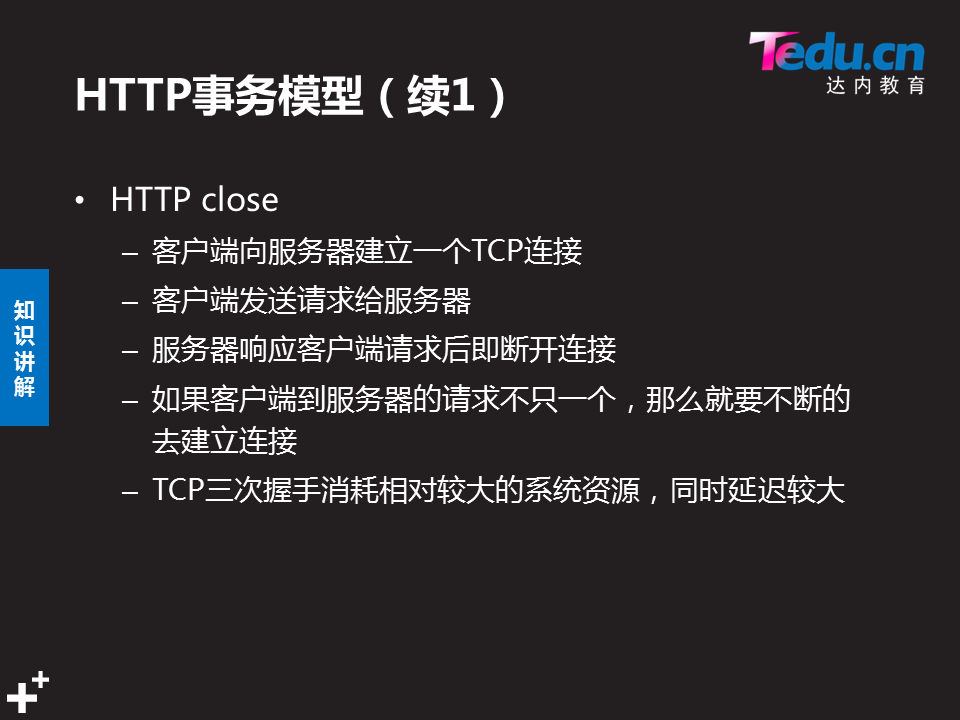 Tedu.cn
达内教育
HTTP事务模型（续1）
• HTTP close
– 客户端向服务器建立一个TCP连接
– 客户端发送请求给服务器
– 服务器响应客户端请求后即断开连接
– 如果客户端到服务器的请求不只一个，那么就要不断的
去建立连接
– TCP三次握手消耗相对较大的系统资源，同时延迟较大
知
识
讲
解